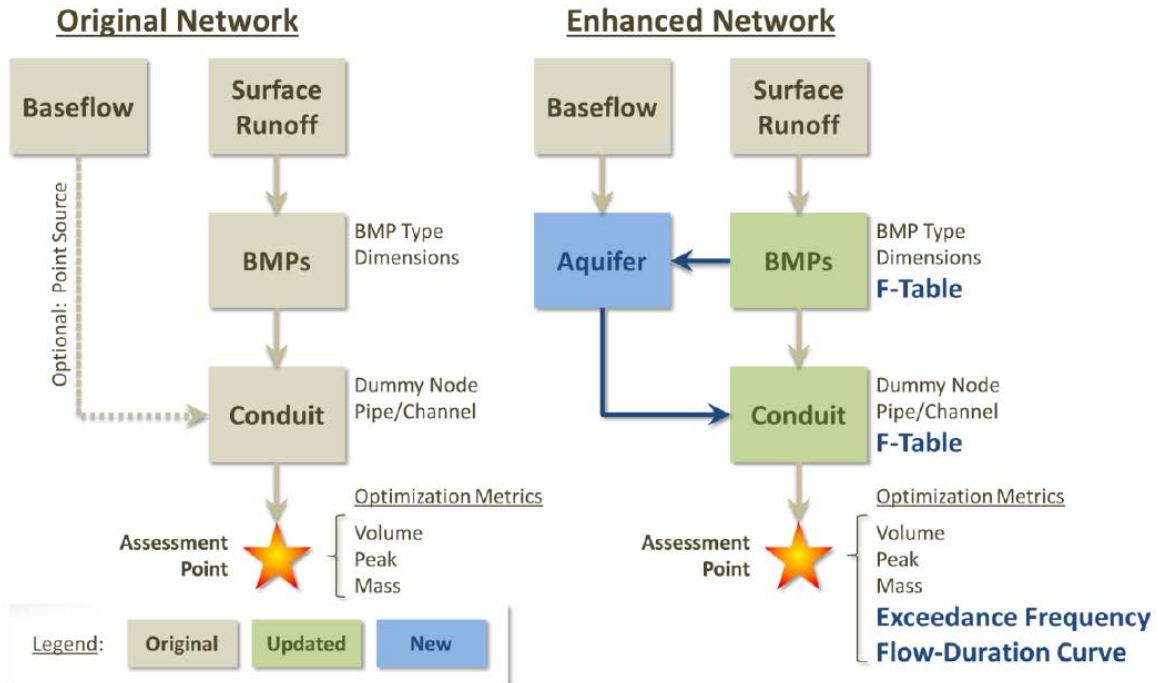 Original Network
Baseflow
Surface
Runoff
Optional: Point Source
BMPs
BMP Type
Dimensions
Conduit
Dummy Node
Pipe/Channel
Assessment
Point
Optimization Metrics
Volume
Peak
Mass
Enhanced Network
Baseflow
Surface
Runoff
Aquifer
BMPs
BMP Type
Dimensions
F-Table
Conduit
Dummy Node
Pipe/Channel
F-Table
Assessment
Point
Optimization Metrics
Volume
Peak
Mass
Exceedance Frequency
Flow-Duration Curve
Legend:
Original
Updated
New